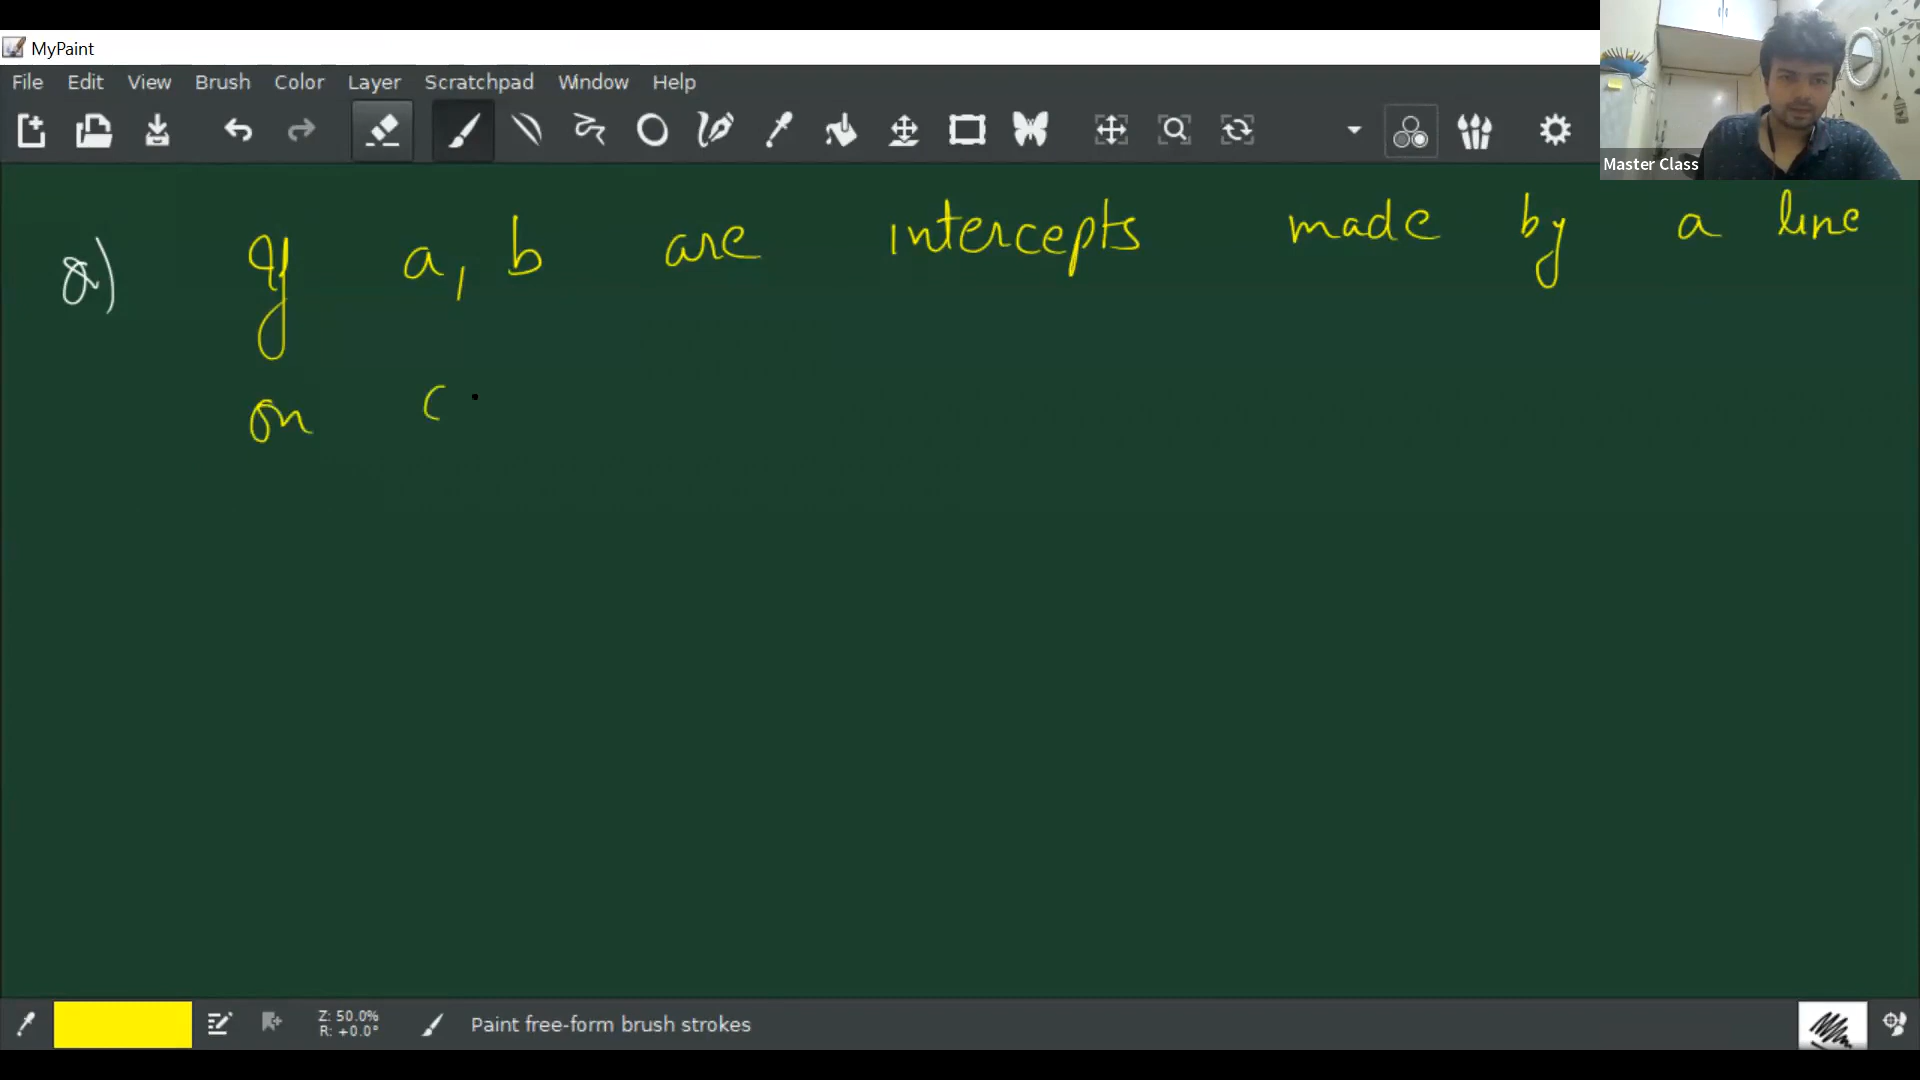 MyPaint
File Edit View Brush Color Layer Scratchpad Window Help
Master Class
Q) If a, b are intercepts made by a line
on c
Z: 50.0%
R: +0.0°
Paint free-form brush strokes